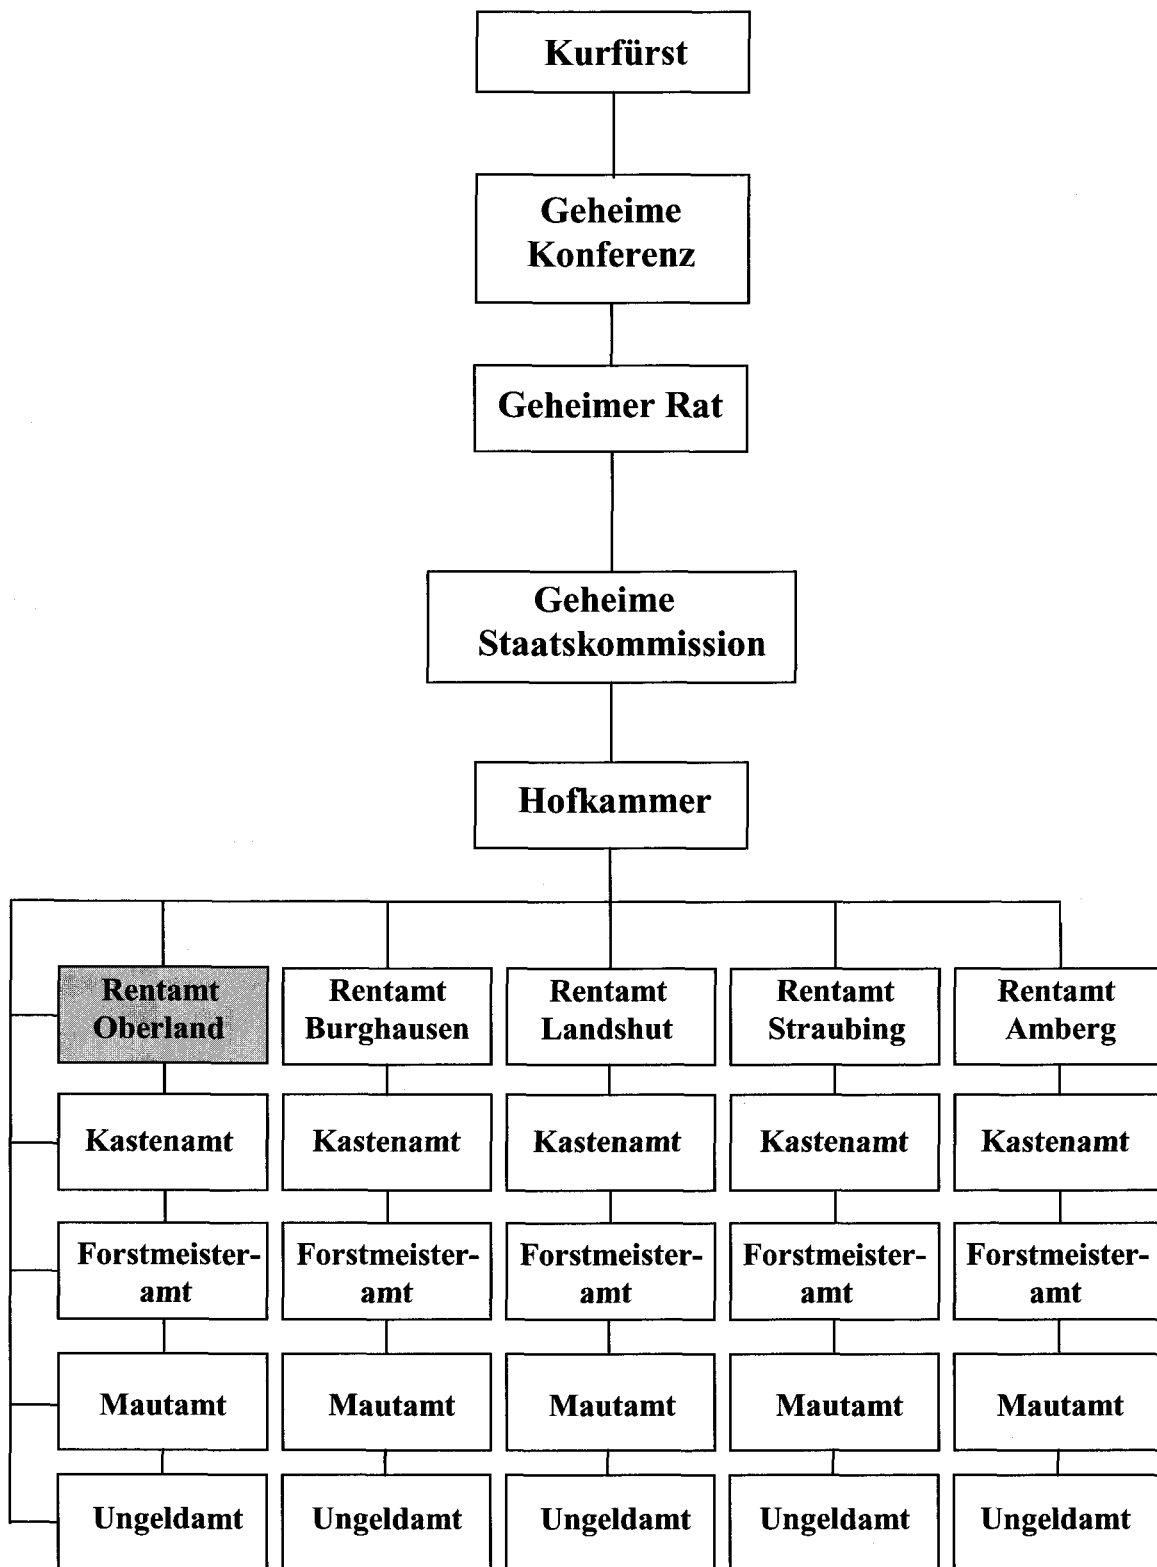 Kurfürst
Geheime
Konferenz
Geheimer Rat
Geheime
Staatskommission
Hofkammer
Rentamt
Oberland
Rentamt
Burghausen
Rentamt
Landshut
Rentamt
Straubing
Rentamt
Amberg
Kastenamt
Kastenamt
Kastenamt
Kastenamt
Kastenamt
Forstmeister-
amt
Forstmeister-
amt
Forstmeister-
amt
Forstmeister-
amt
Forstmeister-
amt
Mautamt
Mautamt
Mautamt
Mautamt
Mautamt
Ungeldamt
Ungeldamt
Ungeldamt
Ungeldamt
Ungeldamt